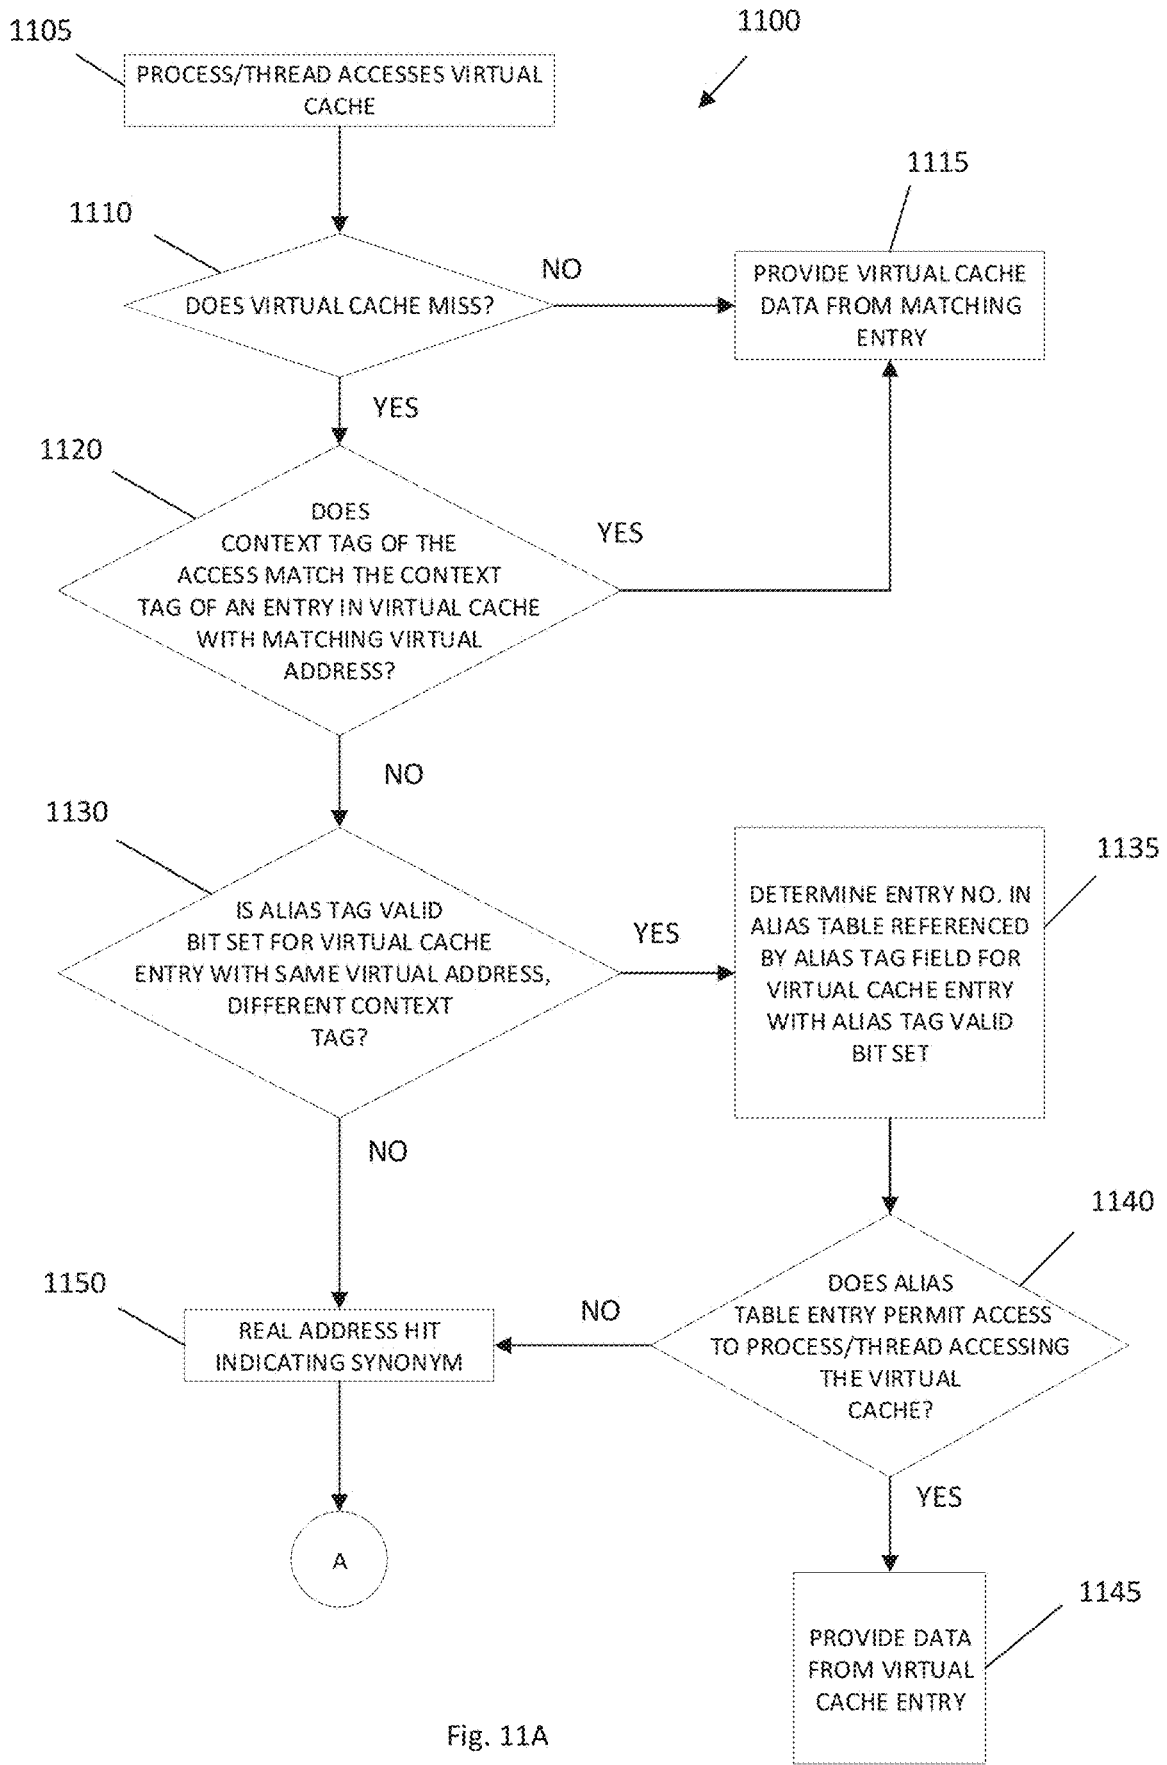 1105
1100
PROCESS/THREAD ACCESSES VIRTUAL
CACHE
1115
1110
NO
PROVIDE VIRTUAL CACHE
DATA FROM MATCHING
ENTRY
DOES VIRTUAL CACHE MISS?
YES
1120
DOES
CONTEXT TAG OF THE
ACCESS MATCH THE CONTEXT
TAG OF AN ENTRY IN VIRTUAL CACHE
WITH MATCHING VIRTUAL
ADDRESS?
YES
NO
1130
1135
IS ALIAS TAG VALID
BIT SET FOR VIRTUAL CACHE
ENTRY WITH SAME VIRTUAL ADDRESS,
DIFFERENT CONTEXT
TAG?
YES
DETERMINE ENTRY NO. IN
ALIAS TABLE REFERENCED
BY ALIAS TAG FIELD FOR
VIRTUAL CACHE ENTRY
WITH ALIAS TAG VALID
BIT SET
NO
1140
1150
REAL ADDRESS HIT
INDICATING SYNONYM
NO
DOES ALIAS
TABLE ENTRY PERMIT ACCESS
TO PROCESS/THREAD ACCESSING
THE VIRTUAL
CACHE?
YES
A
1145
PROVIDE DATA
FROM VIRTUAL
CACHE ENTRY
Fig. 11A